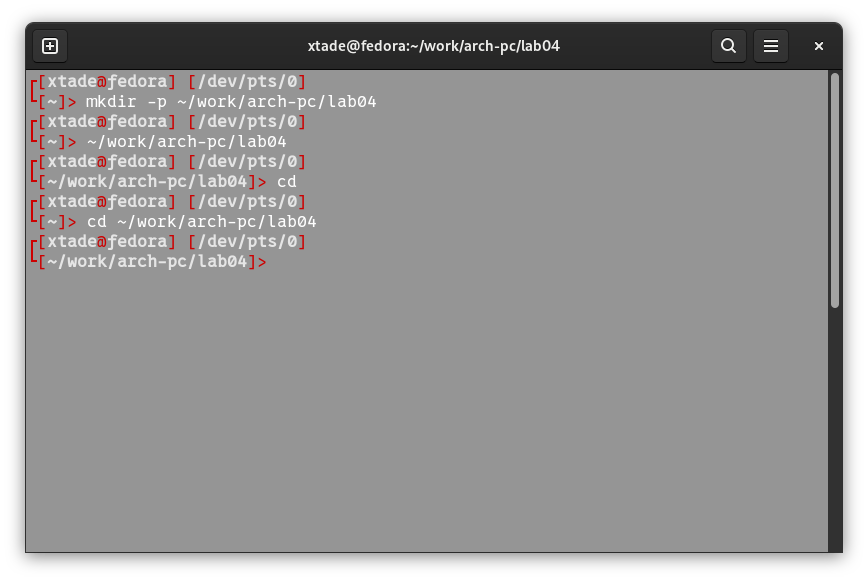 xtade@fedora:~/work/arch-pc/lab04
┌[xtade@fedora] [/dev/pts/0]
└[~]> mkdir -p ~/work/arch-pc/lab04
┌[xtade@fedora] [/dev/pts/0]
└[~]> ~/work/arch-pc/lab04
┌[xtade@fedora] [/dev/pts/0]
└[~/work/arch-pc/lab04]> cd
┌[xtade@fedora] [/dev/pts/0]
└[~]> cd ~/work/arch-pc/lab04
┌[xtade@fedora] [/dev/pts/0]
└[~/work/arch-pc/lab04]>